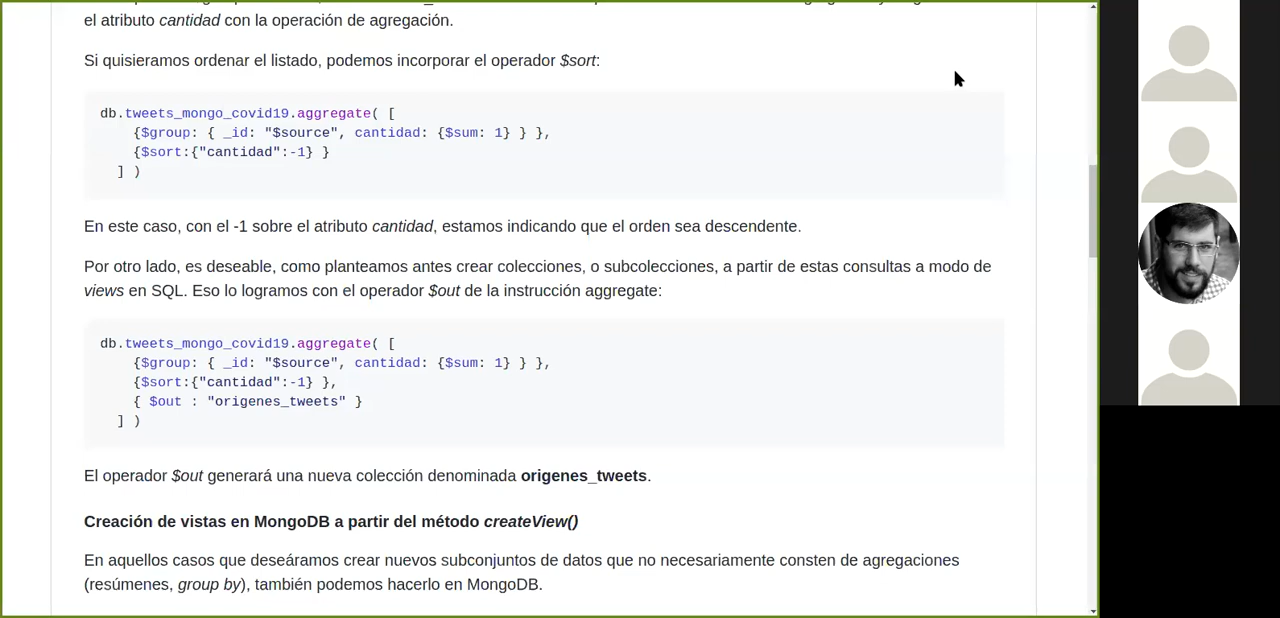 el atributo cantidad con la operación de agregación.
Si quisieramos ordenar el listado, podemos incorporar el operador $sort:
db.tweets_mongo_covid19.aggregate( [
{$group: { _id: "$source", cantidad: {$sum: 1} } },
{$sort:{"cantidad":-1} }
] )
En este caso, con el -1 sobre el atributo cantidad, estamos indicando que el orden sea descendente.
Por otro lado, es deseable, como planteamos antes crear colecciones, o subcolecciones, a partir de estas consultas a modo de
views en SQL. Eso lo logramos con el operador $out de la instrucción aggregate:
db.tweets_mongo_covid19.aggregate( [
{$group: { _id: "$source", cantidad: {$sum: 1} } },
{$sort:{"cantidad":-1} },
{ $out : "origenes_tweets" }
] )
El operador $out generará una nueva colección denominada origenes_tweets.
Creación de vistas en MongoDB a partir del método createView()
En aquellos casos que deseáramos crear nuevos subconjuntos de datos que no necesariamente consten de agregaciones
(resúmenes, group by), también podemos hacerlo en MongoDB.